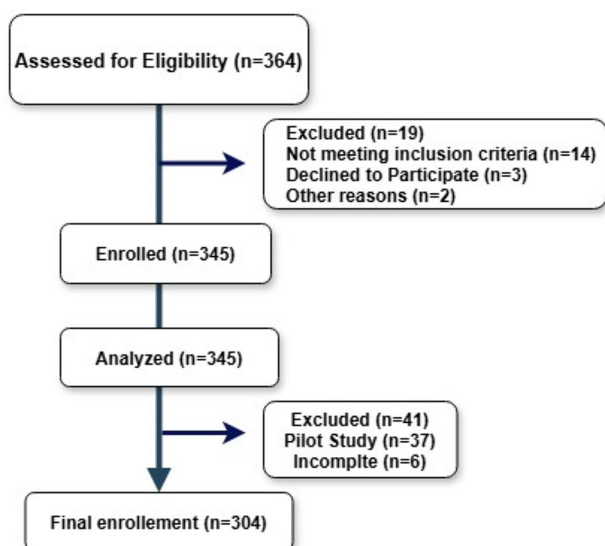 Assessed for Eligibility (n=364)
Excluded (n=19)
Not meeting inclusion criteria (n=14)
Declined to Participate (n=3)
Other reasons (n=2)
Enrolled (n=345)
Analyzed (n=345)
Excluded (n=41)
Pilot Study (n=37)
Incomplte (n=6)
Final enrollement (n=304)